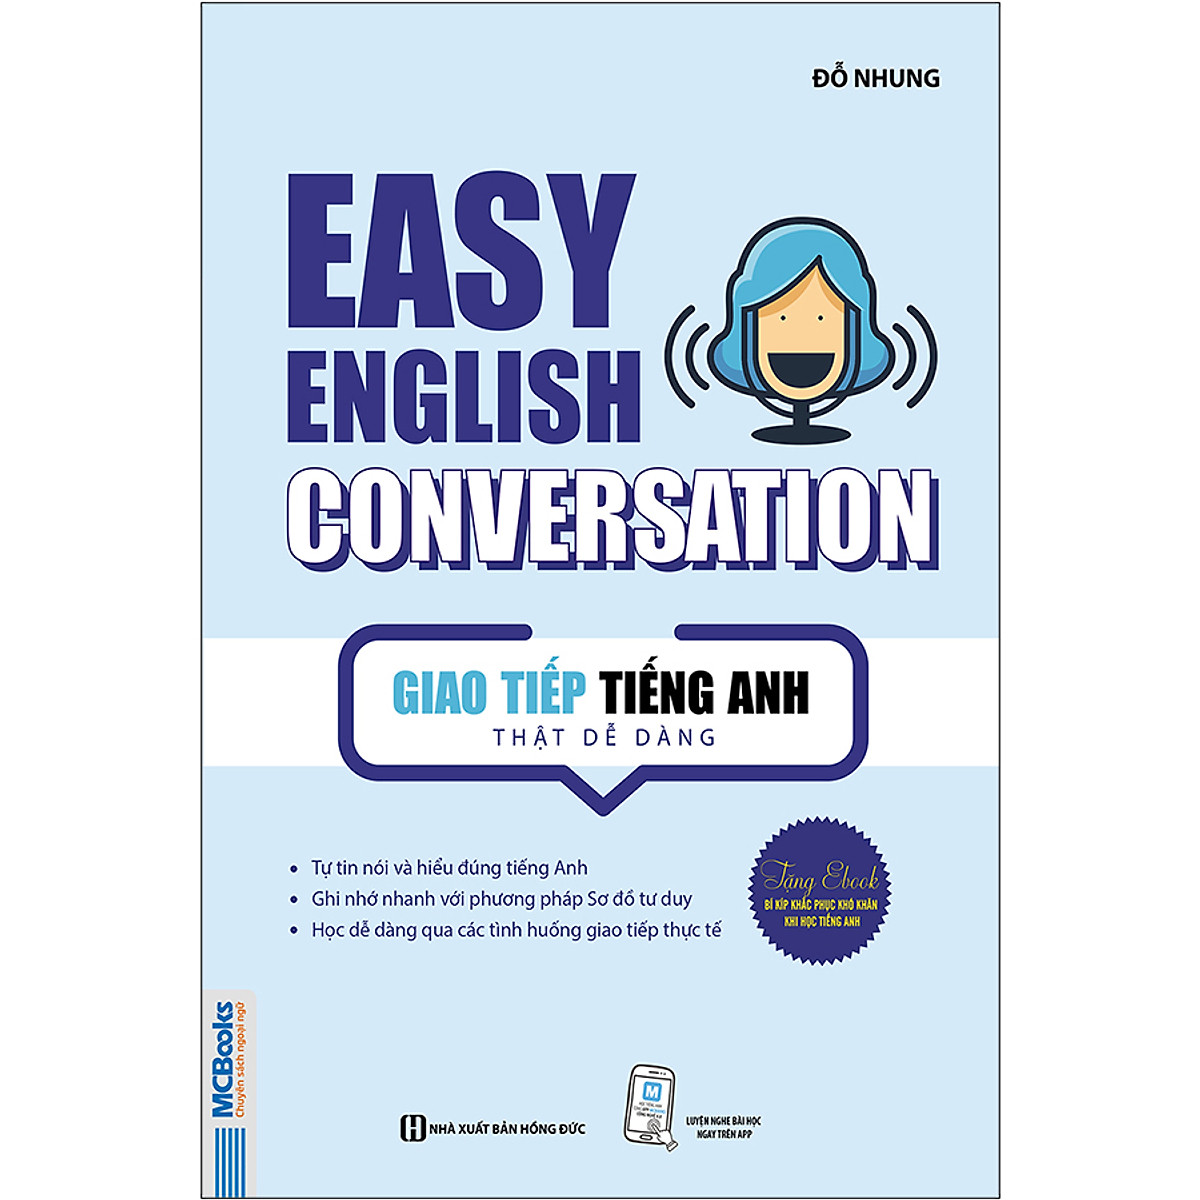 ĐỖ NHUNG
EASY
ENGLISH
CONVERSATION
GIAO TIẾP TIẾNG ANH
THẬT DỄ DÀNG
• Tự tin nói và hiểu đúng tiếng Anh
• Ghi nhớ nhanh với phương pháp Sơ đồ tư duy
• Học dễ dàng qua các tình huống giao tiếp thực tế
Tặng Ebook
BÍ KÍP KHẮC PHỤC KHÓ KHĂN
KHI HỌC TIẾNG ANH
MCBooks
Chuyên sách ngoại ngữ
NHÀ XUẤT BẢN HỒNG ĐỨC
M
LUYỆN NGHE BÀI HỌC
NGAY TRÊN APP